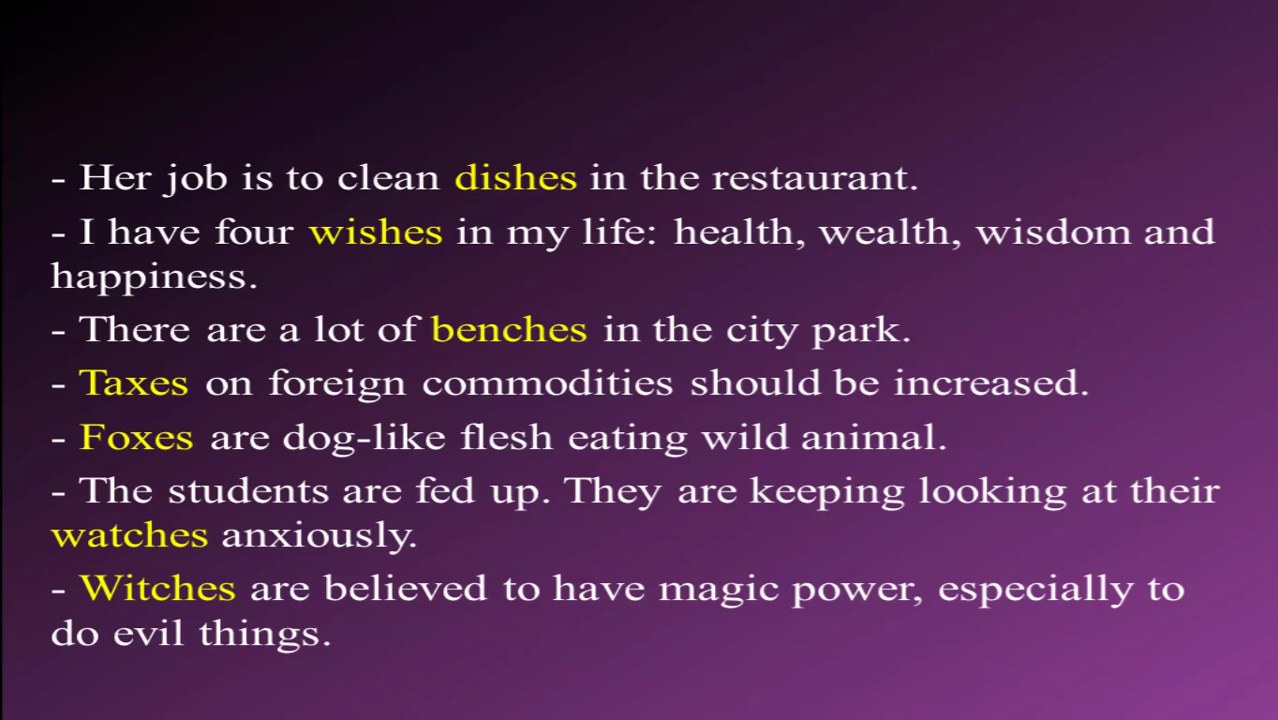 - Her job is to clean dishes in the restaurant.
- I have four wishes in my life: health, wealth, wisdom and
happiness.
- There are a lot of benches in the city park.
- Taxes on foreign commodities should be increased.
- Foxes are dog-like flesh eating wild animal.
- The students are fed up. They are keeping looking at their
watches anxiously.
- Witches are believed to have magic power, especially to
do evil things.